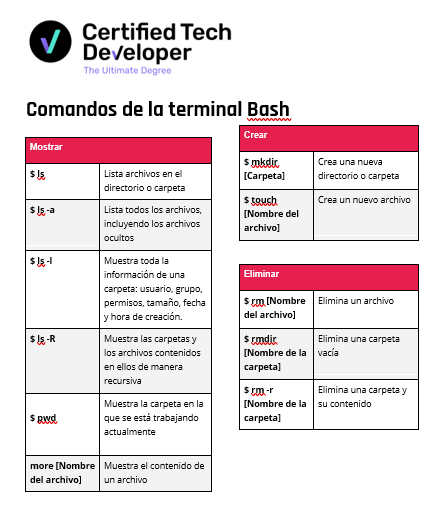 Certified Tech
Developer
The Ultimate Degree
Comandos de la terminal Bash
Mostrar
$ ls
Lista archivos en el
directorio o carpeta
$ ls -a
Lista todos los archivos,
incluyendo los archivos
ocultos
$ ls -l
Muestra toda la
información de una
carpeta: usuario, grupo,
permisos, tamaño, fecha
y hora de creación.
$ ls -R
Muestra las carpetas y
los archivos contenidos
en ellos de manera
recursiva
$ pwd
Muestra la carpeta en la
que se está trabajando
actualmente
more [Nombre
del archivo]
Muestra el contenido de
un archivo
Crear
$ mkdir
[Carpeta]
Crea una nueva
directorio o carpeta
$ touch
[Nombre del
archivo]
Crea un nuevo archivo
Eliminar
$ rm [Nombre
del archivo]
Elimina un archivo
$ rmdir
[Nombre de la
carpeta]
Elimina una carpeta
vacía
$ rm -r
[Nombre de la
carpeta]
Elimina una carpeta y
su contenido